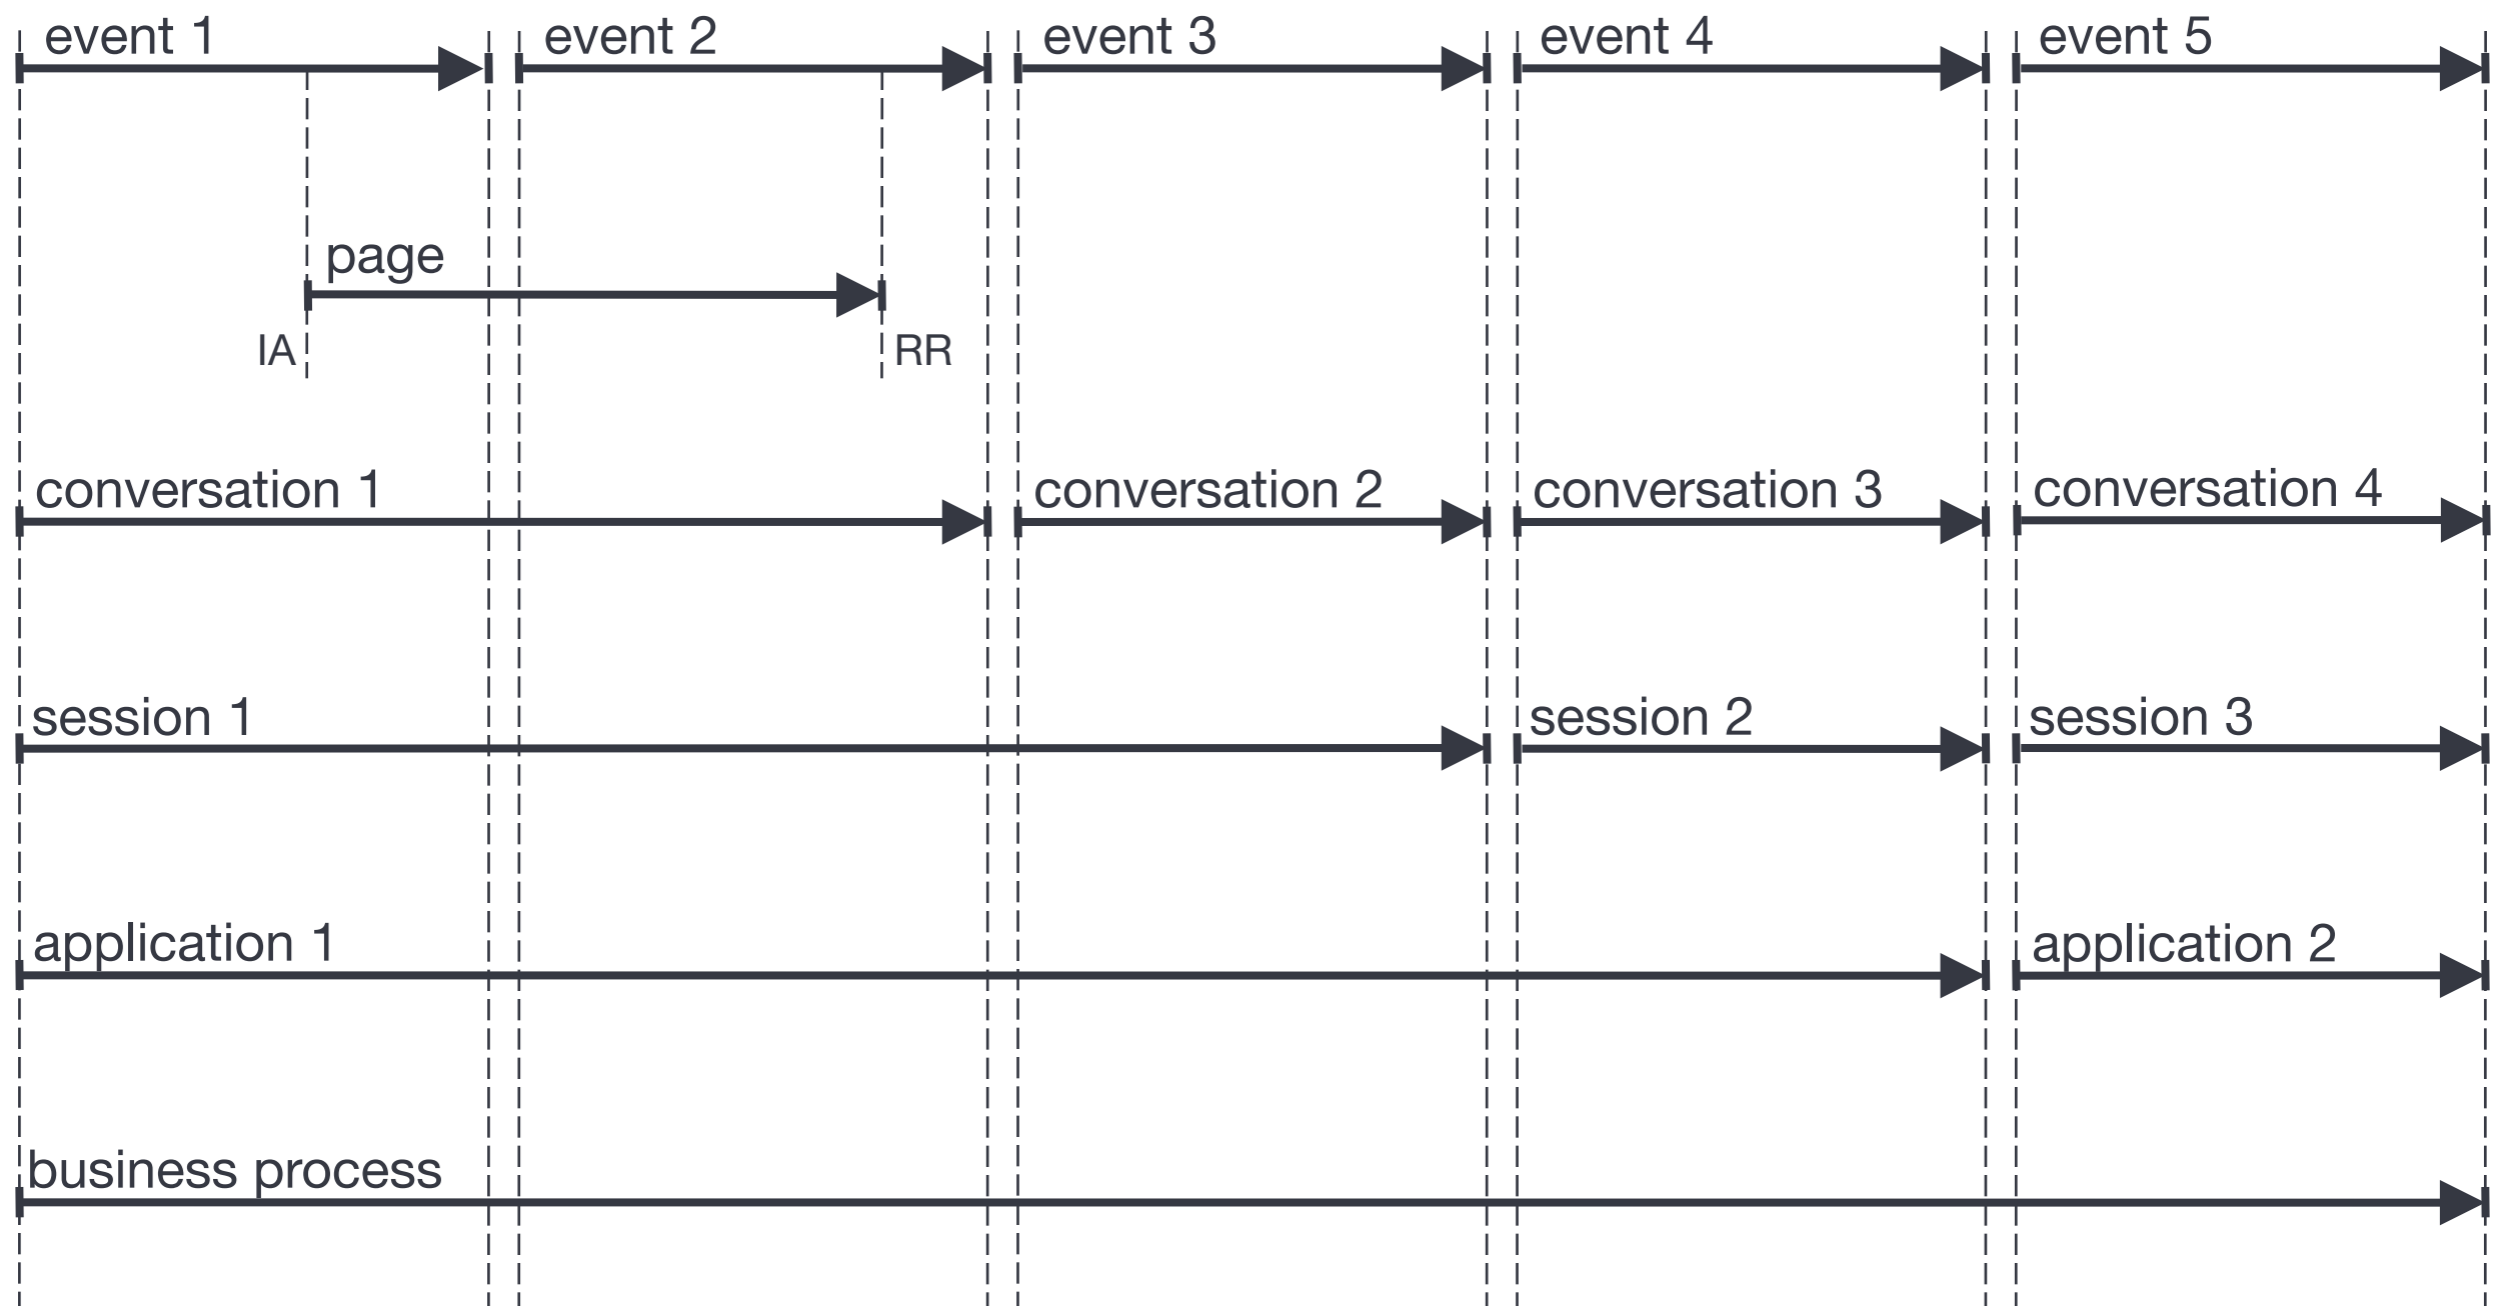 event 1
event 2
event 3
event 4
event 5
page
IA
RR
conversation 1
conversation 2
conversation 3
conversation 4
session 1
session 2
session 3
application 1
application 2
business process